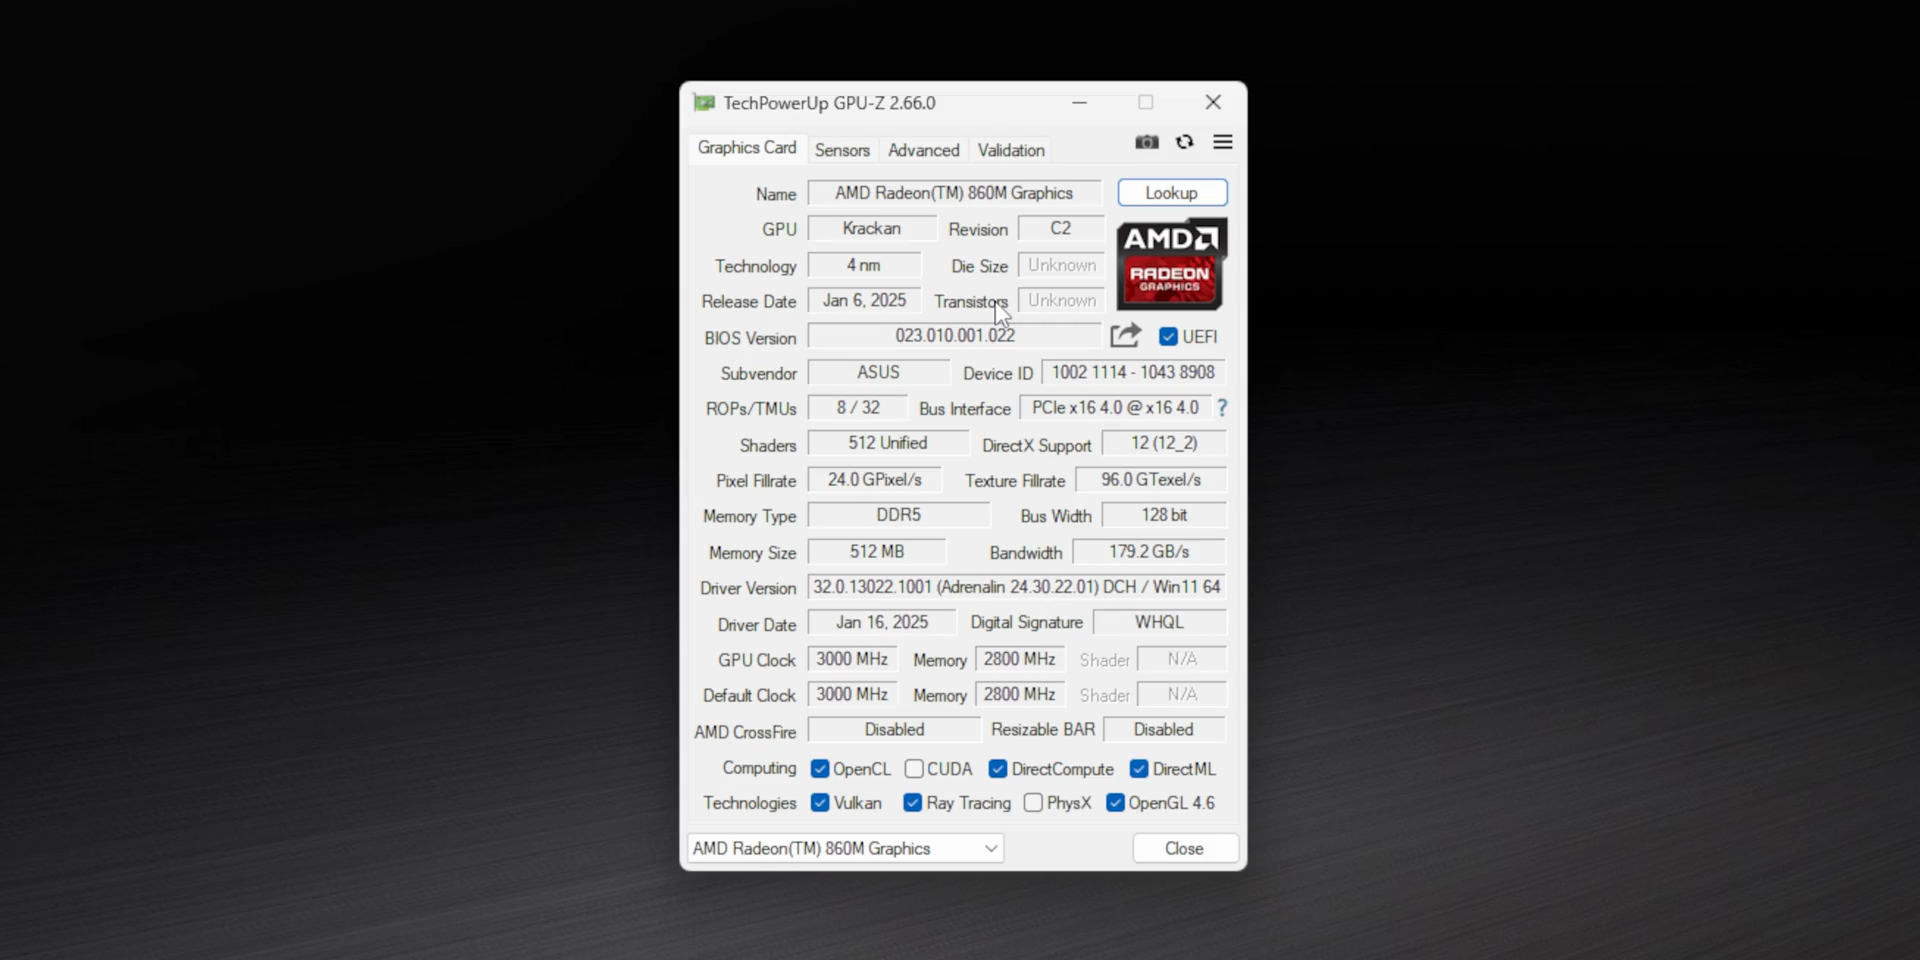 TechPowerUp GPU-Z 2.66.0
Graphics Card Sensors Advanced Validation
Name AMD Radeon(TM) 860M Graphics Lookup
GPU Krackan Revision C2
AMD
RADEON
GRAPHICS
Technology 4 nm Die Size Unknown
Release Date Jan 6, 2025 Transistors Unknown
BIOS Version 023.010.001.022 UEFI
Subvendor ASUS Device ID 1002 1114 - 1043 8908
ROPs/TMUs 8 / 32 Bus Interface PCIe x16 4.0 @ x16 4.0 ?
Shaders 512 Unified DirectX Support 12 (12_2)
Pixel Fillrate 24.0 GPixel/s Texture Fillrate 96.0 GTexel/s
Memory Type DDR5 Bus Width 128 bit
Memory Size 512 MB Bandwidth 179.2 GB/s
Driver Version 32.0.13022.1001 (Adrenalin 24.30.22.01) DCH / Win11 64
Driver Date Jan 16, 2025 Digital Signature WHQL
GPU Clock 3000 MHz Memory 2800 MHz Shader N/A
Default Clock 3000 MHz Memory 2800 MHz Shader N/A
AMD CrossFire Disabled Resizable BAR Disabled
Computing OpenCL CUDA DirectCompute DirectML
Technologies Vulkan Ray Tracing PhysX OpenGL 4.6
AMD Radeon(TM) 860M Graphics Close